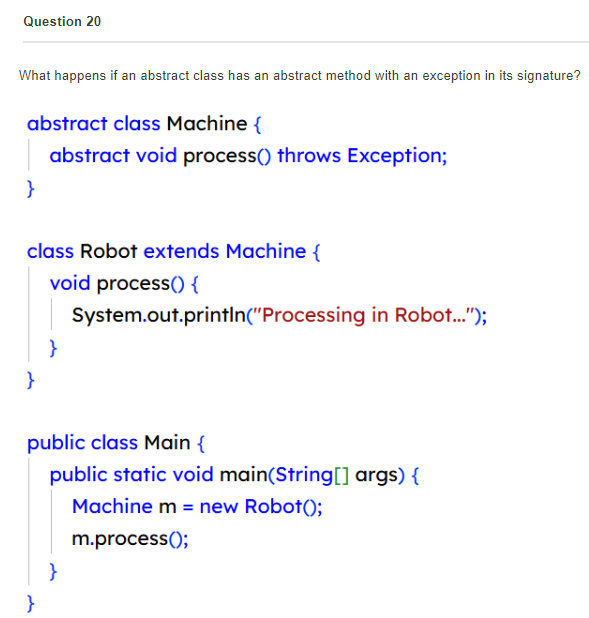 Question 20
What happens if an abstract class has an abstract method with an exception in its signature?
abstract class Machine {
abstract void process() throws Exception;
}
class Robot extends Machine {
void process() {
System.out.println("Processing in Robot...");
}
}
public class Main {
public static void main(String[] args) {
Machine m = new Robot();
m.process();
}
}